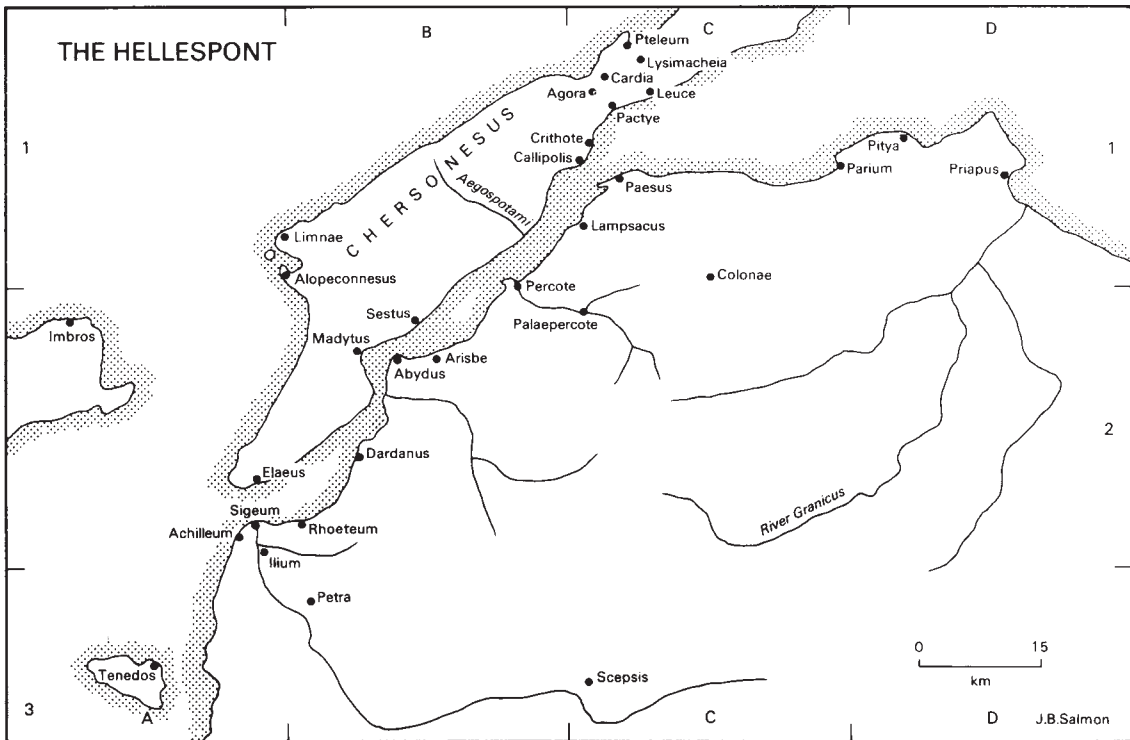 THE HELLESPONT
B
C
D
Pteleum
Lysimacheia
Cardia
Agora
Leuce
Pactye
1
Crithote
Callipolis
CHERSONESUS
Aegospotami
Pitya
1
Parium
Priapus
Paesus
Lampsacus
Limnae
Alopeconnesus
Colonae
Percote
Palaepercote
Sestus
Imbros
Madytus
Abydus
Arisbe
2
Dardanus
Elaeus
Sigeum
Achilleum
Rhoeteum
River Granicus
Ilium
Petra
0 15
km
Tenedos
Scepsis
3
A
C
D
J.B.Salmon